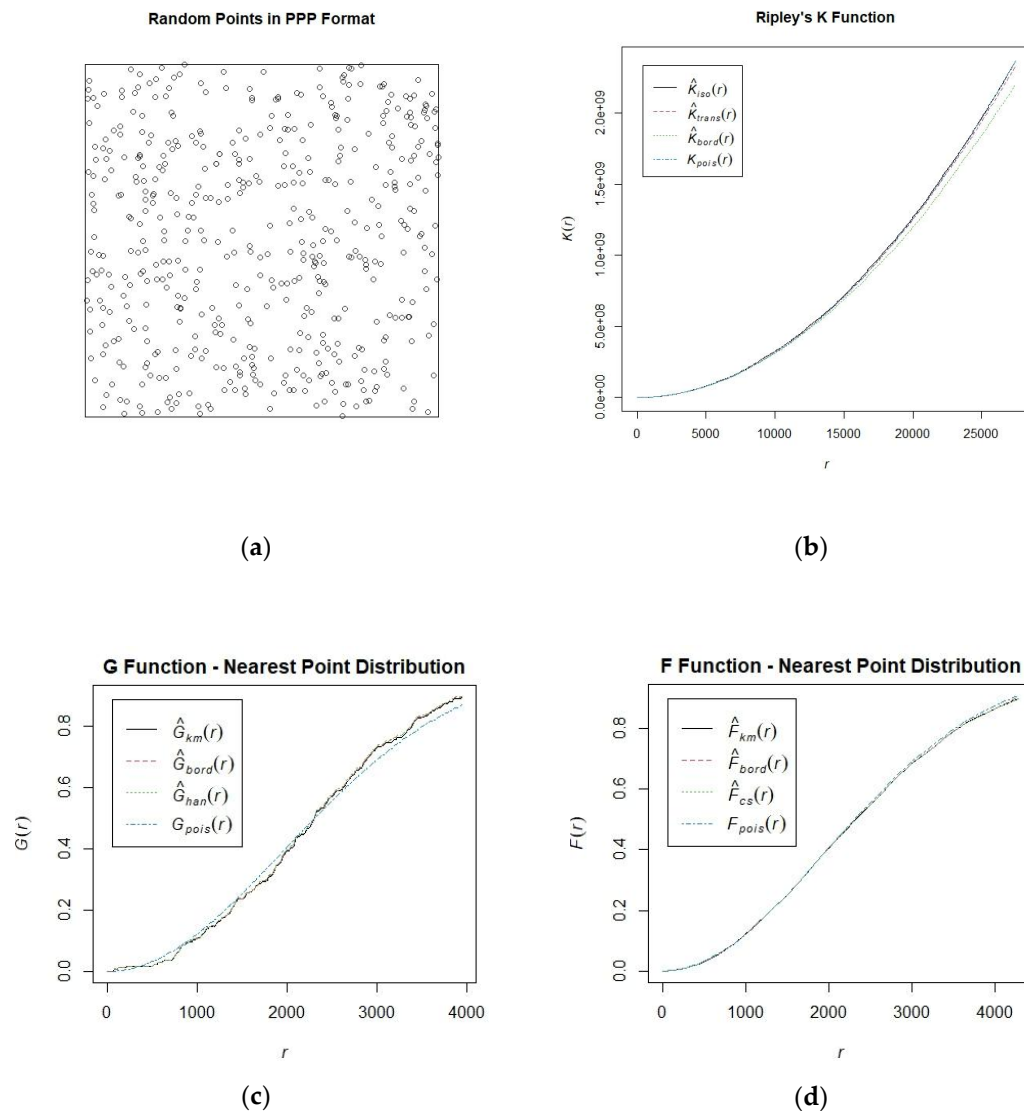 Random Points in PPP Format
(a)
Ripley's K Function
K̂iso(r)
K̂trans(r)
K̂bord(r)
Kpois(r)
K(r)
0.0e+00 5.0e+08 1.0e+09 1.5e+09 2.0e+09
0 5000 10000 15000 20000 25000
r
(b)
G Function - Nearest Point Distribution
Ĝkm(r)
Ĝbord(r)
Ĝhan(r)
Gpois(r)
G(r)
0.0 0.2 0.4 0.6 0.8
0 1000 2000 3000 4000
r
(c)
F Function - Nearest Point Distribution
F̂km(r)
F̂bord(r)
F̂cs(r)
Fpois(r)
F(r)
0.0 0.2 0.4 0.6 0.8
0 1000 2000 3000 4000
r
(d)